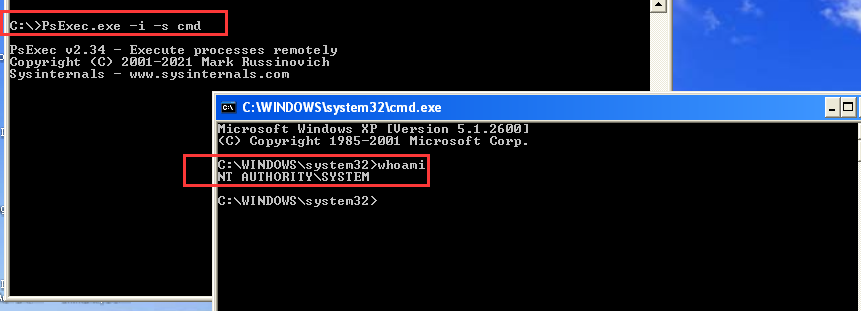 C:\>PsExec.exe -i -s cmd
PsExec v2.34 - Execute processes remotely
Copyright (C) 2001-2021 Mark Russinovich
Sysinternals - www.sysinternals.com
C:\WINDOWS\system32\cmd.exe
Microsoft Windows XP [Version 5.1.2600]
(C) Copyright 1985-2001 Microsoft Corp.
C:\WINDOWS\system32>whoami
NT AUTHORITY\SYSTEM
C:\WINDOWS\system32>